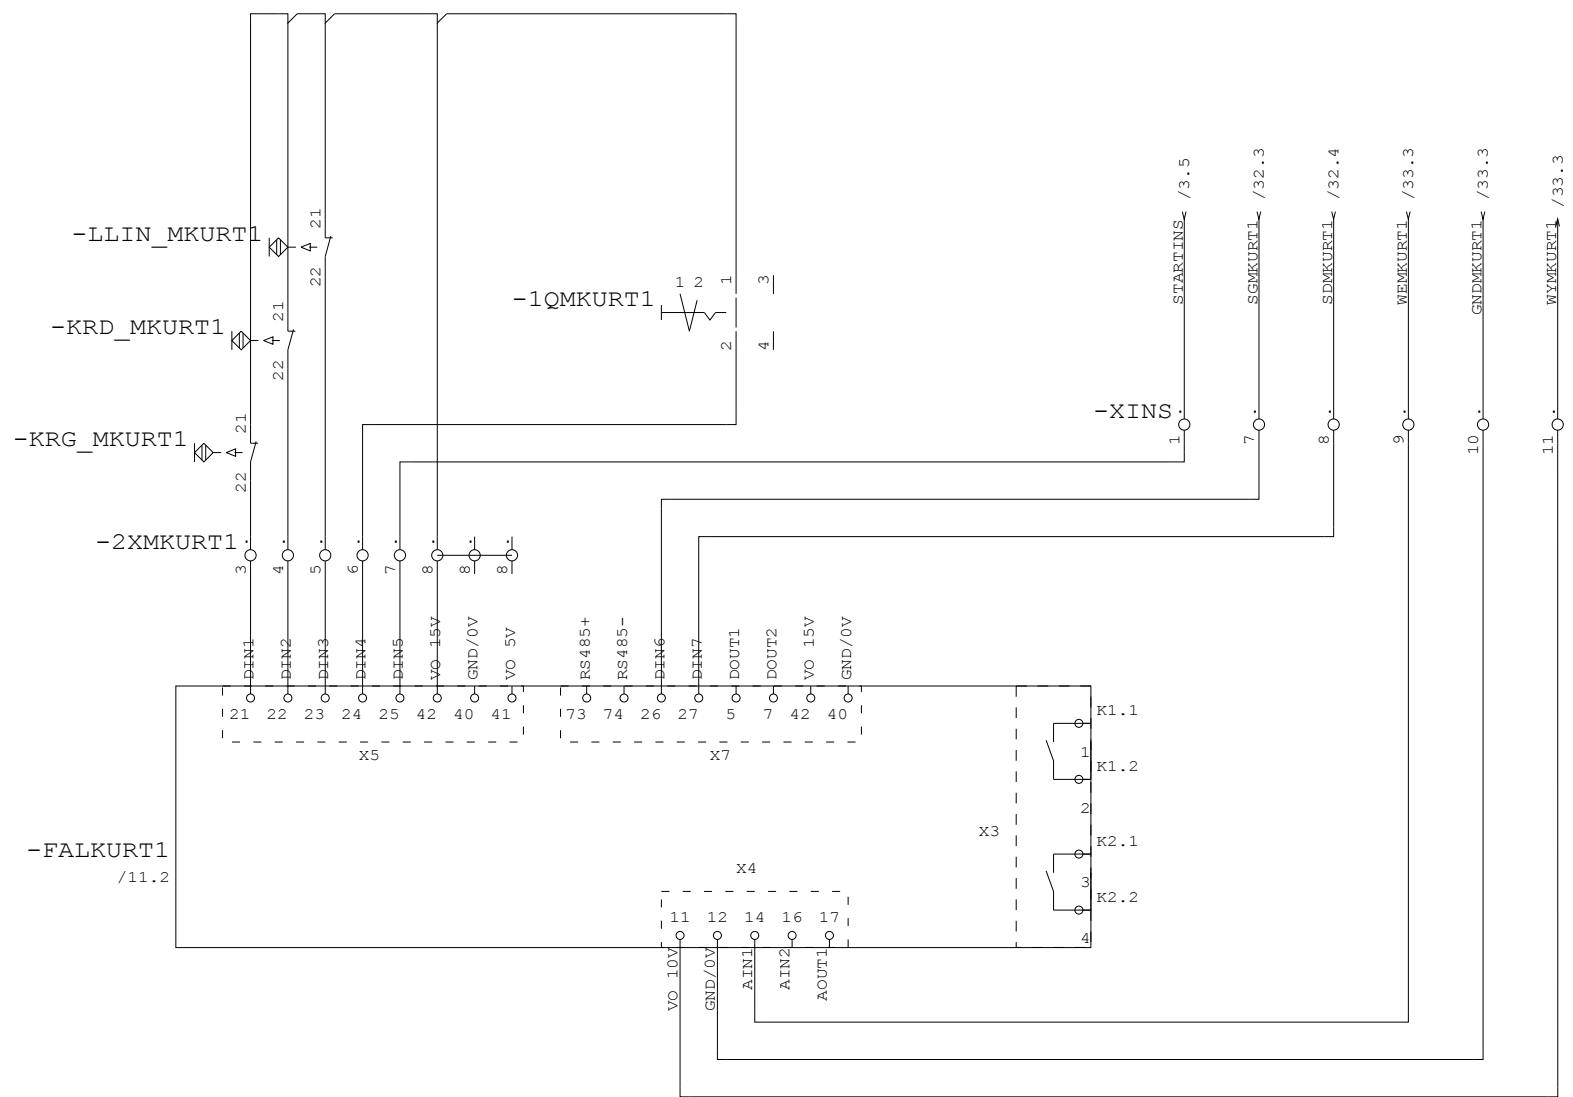 /3.5
/32.3
/32.4
/33.3
/33.3
/33.3
STARTINS
SGMKURT1
SDMKURT1
WEMKURT1
GNDMKURT1
WYMKURT1
-LLIN_MKURT1
21
22
-1QMKURT1
1 2
1
3
2
4
-KRD_MKURT1
21
22
-XINS
1
7
8
9
10
11
-KRG_MKURT1
21
22
-2XMKURT1
3
4
5
6
7
8
8
8
DIN1
DIN2
DIN3
DIN4
DIN5
VO 15V
GND/0V
VO 5V
RS485+
RS485-
DIN6
DIN7
DOUT1
DOUT2
VO 15V
GND/0V
21 22 23 24 25 42 40 41
73 74 26 27 5 7 42 40
X5
X7
K1.1
1
K1.2
2
X3
K2.1
3
K2.2
4
-FALKURT1
/11.2
X4
11 12 14 16 17
VO 10V
GND/0V
AIN1
AIN2
AOUT1